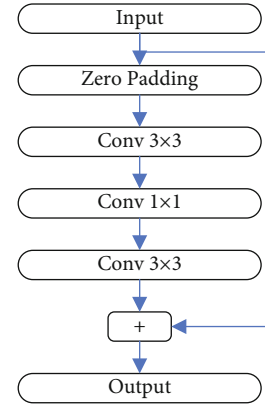 Input
Zero Padding
Conv 3×3
Conv 1×1
Conv 3×3
+
Output